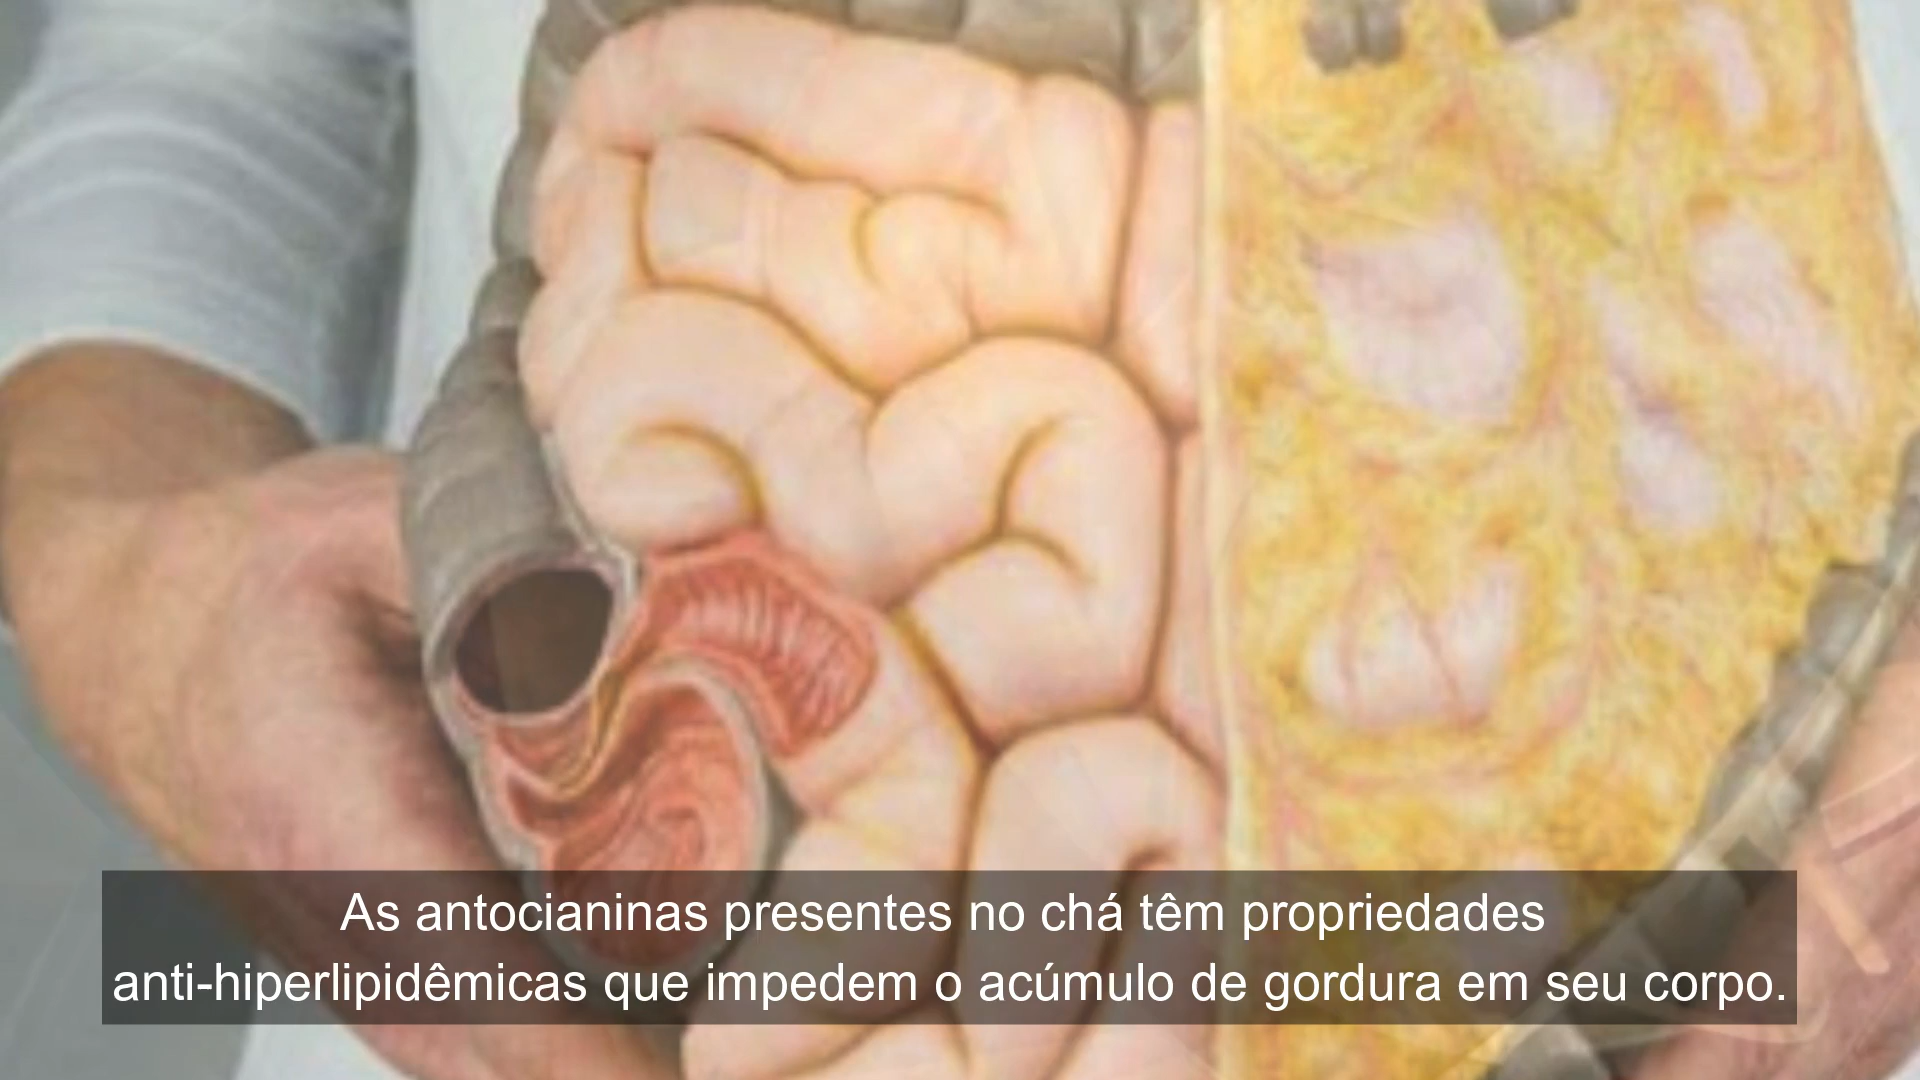 As antocianinas presentes no chá têm propriedades
anti-hiperlipidêmicas que impedem o acúmulo de gordura em seu corpo.